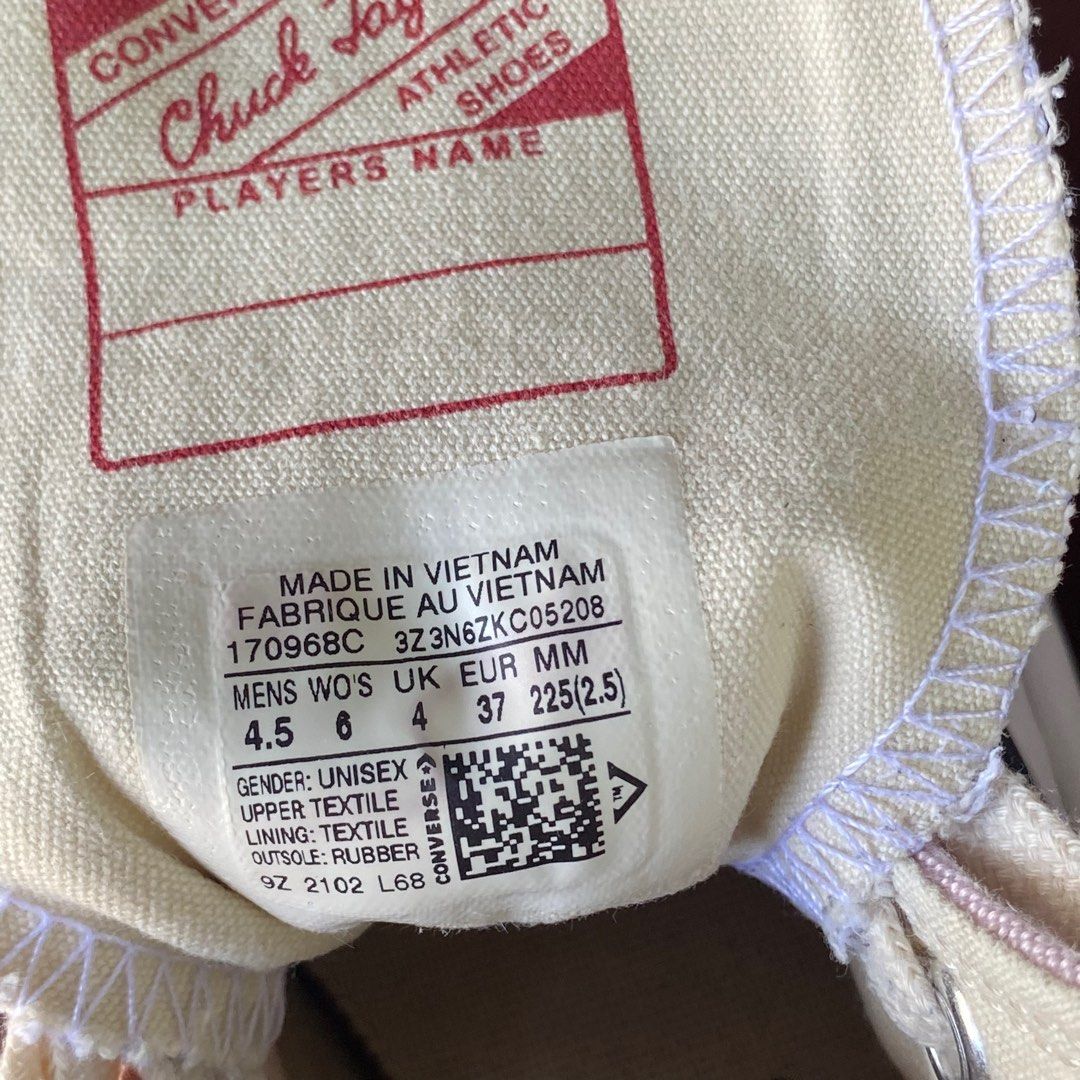 Chuck Tay
ATHLETIC
SHOES
PLAYERS NAME
MADE IN VIETNAM
FABRIQUE AU VIETNAM
170968C 3Z3N6ZKC05208
MENS WO'S UK EUR MM
4.5 6 4 37 225(2.5)
GENDER: UNISEX
UPPER: TEXTILE
LINING: TEXTILE
OUTSOLE: RUBBER
9Z 2102 L68
CONVERSE
TM